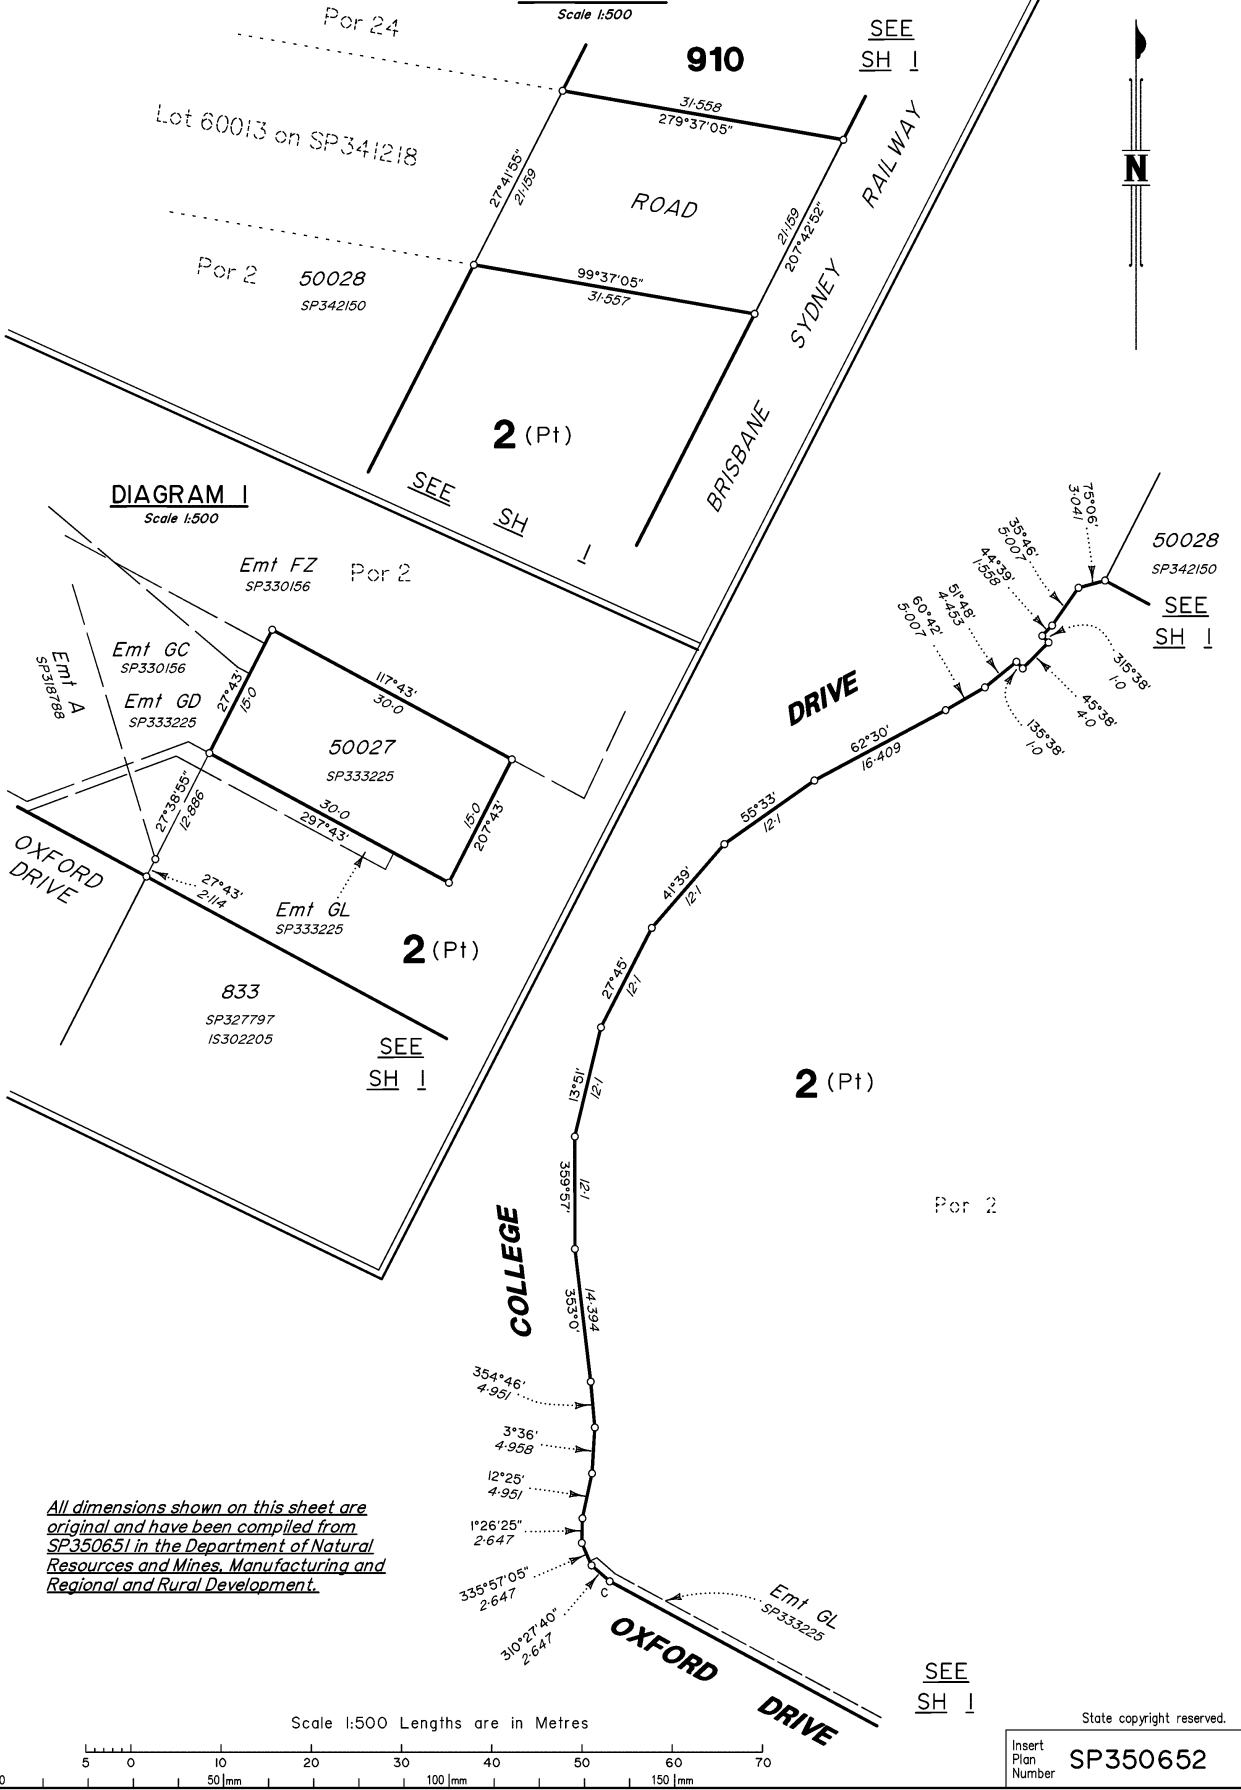 Scale 1:500
Por 24
910
SEE
SH 1
31·558
279°37'05"
Lot 60013 on SP341218
27°41'55"
21·159
ROAD
21·159
207°42'52"
RAILWAY
SYDNEY
BRISBANE
Por 2
50028
SP342150
99°37'05"
31·557
2 (Pt)
SEE
SH 1
N
DIAGRAM 1
Scale 1:500
Emt FZ
SP330156
Por 2
Emt GC
SP330156
Emt A
SP318788
Emt GD
SP333225
27°43'
15·0
117°43'
30·0
50027
SP333225
30·0
297°43'
15·0
207°43'
27°38'55"
12·886
OXFORD
DRIVE
27°43'
2·114
Emt GL
SP333225
2 (Pt)
833
SP327797
IS302205
SEE
SH 1
75°06'
3·041
35°46'
5·007
44°39'
1·558
51°48'
4·453
60°42'
5·007
50028
SP342150
SEE
SH 1
315°38'
1·0
45°38'
4·0
135°38'
1·0
DRIVE
62°30'
16·409
55°33'
12·1
41°39'
12·1
27°45'
12·1
13°51'
12·1
2 (Pt)
359°57'
12·1
Por 2
COLLEGE
353°0'
14·394
354°46'
4·951
3°36'
4·958
12°25'
4·951
1°26'25"
2·647
335°57'05"
2·647
310°27'40"
2·647
C
Emt GL
SP333225
OXFORD
DRIVE
SEE
SH 1
All dimensions shown on this sheet are
original and have been compiled from
SP350651 in the Department of Natural
Resources and Mines, Manufacturing and
Regional and Rural Development.
Scale 1:500 Lengths are in Metres
5 0 10 20 30 40 50 60 70
0 50 mm 100 mm 150 mm
State copyright reserved.
Insert
Plan
Number
SP350652